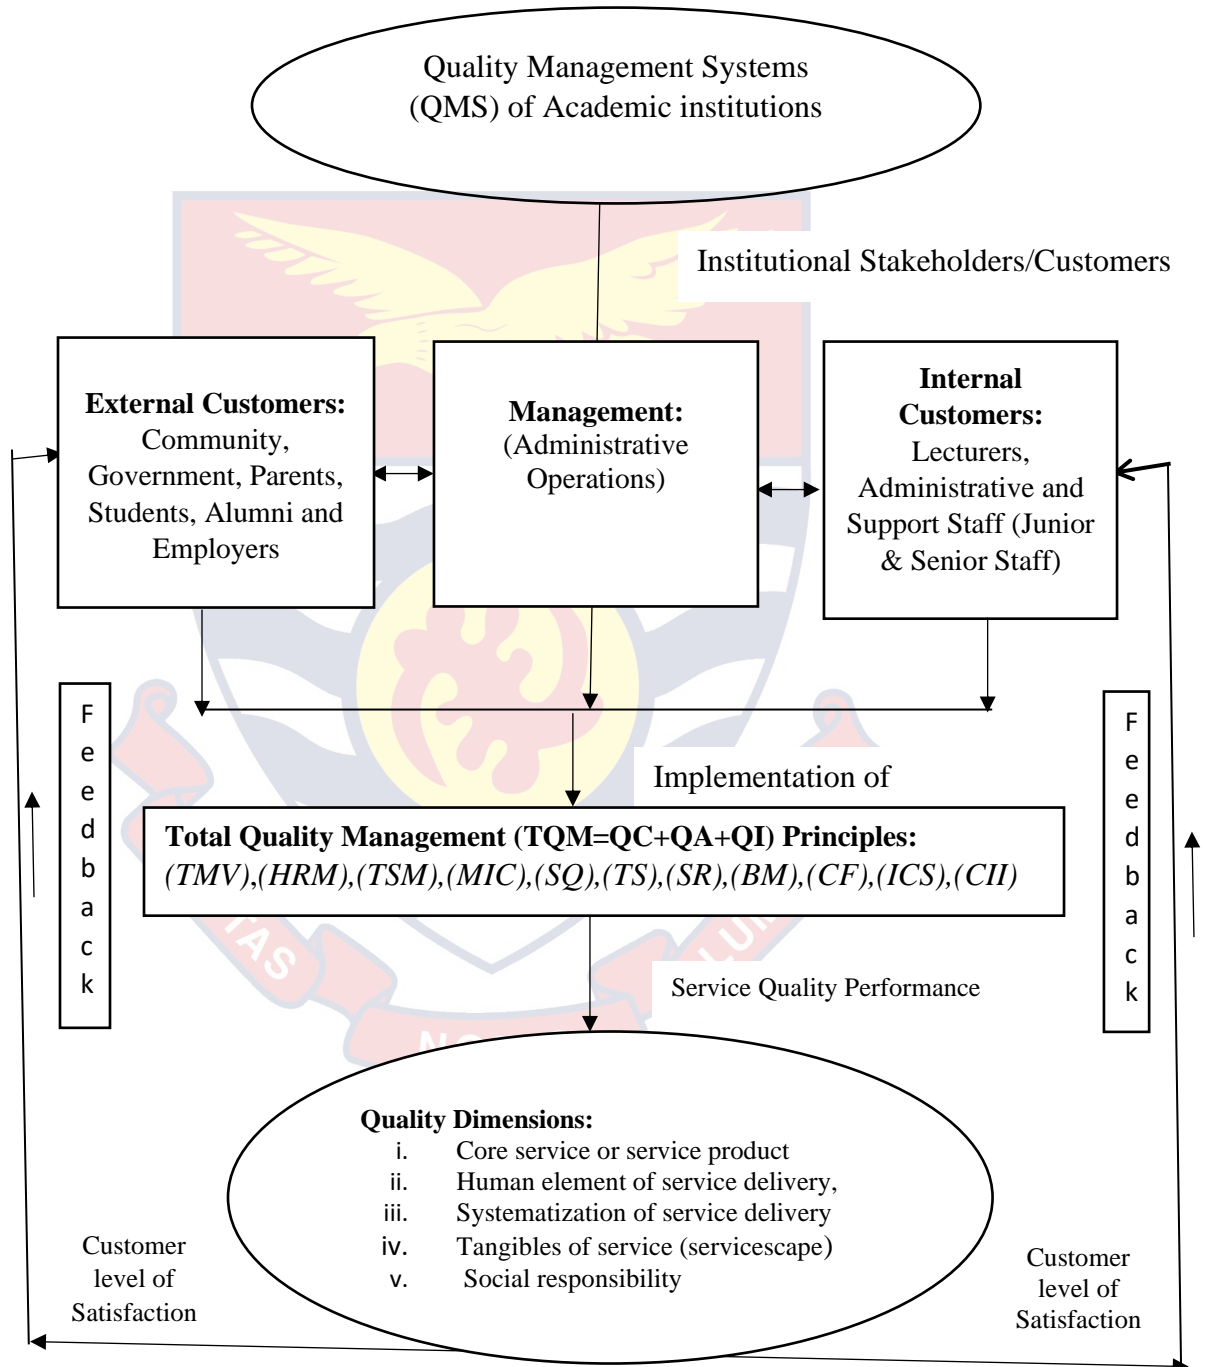 Quality Management Systems
(QMS) of Academic institutions
Institutional Stakeholders/Customers
External Customers:
Community,
Government, Parents,
Students, Alumni and
Employers
Management:
(Administrative
Operations)
Internal
Customers:
Lecturers,
Administrative and
Support Staff (Junior
& Senior Staff)
Feedback
Feedback
Implementation of
Total Quality Management (TQM=QC+QA+QI) Principles:
(TMV),(HRM),(TSM),(MIC),(SQ),(TS),(SR),(BM),(CF),(ICS),(CII)
Service Quality Performance
Quality Dimensions:
i. Core service or service product
ii. Human element of service delivery,
iii. Systematization of service delivery
iv. Tangibles of service (servicescape)
v. Social responsibility
Customer
level of
Satisfaction
Customer
level of
Satisfaction